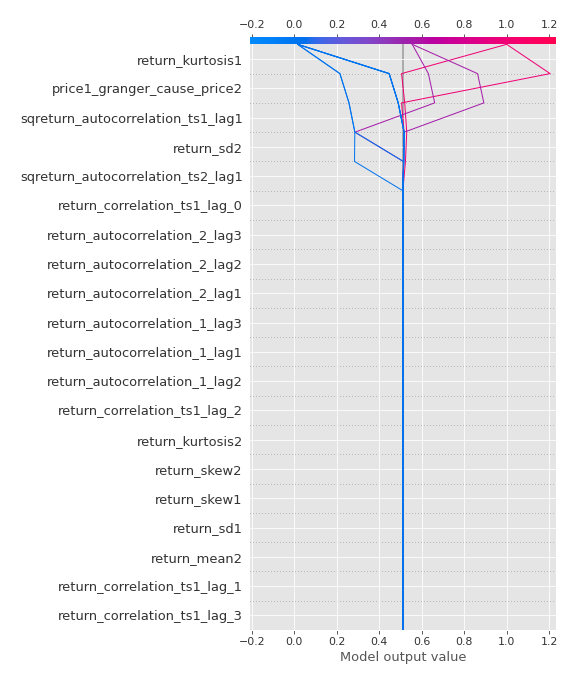 −0.2 0.0 0.2 0.4 0.6 0.8 1.0 1.2
return_kurtosis1
price1_granger_cause_price2
sqreturn_autocorrelation_ts1_lag1
return_sd2
sqreturn_autocorrelation_ts2_lag1
return_correlation_ts1_lag_0
return_autocorrelation_2_lag3
return_autocorrelation_2_lag2
return_autocorrelation_2_lag1
return_autocorrelation_1_lag3
return_autocorrelation_1_lag1
return_autocorrelation_1_lag2
return_correlation_ts1_lag_2
return_kurtosis2
return_skew2
return_skew1
return_sd1
return_mean2
return_correlation_ts1_lag_1
return_correlation_ts1_lag_3
−0.2 0.0 0.2 0.4 0.6 0.8 1.0 1.2
Model output value